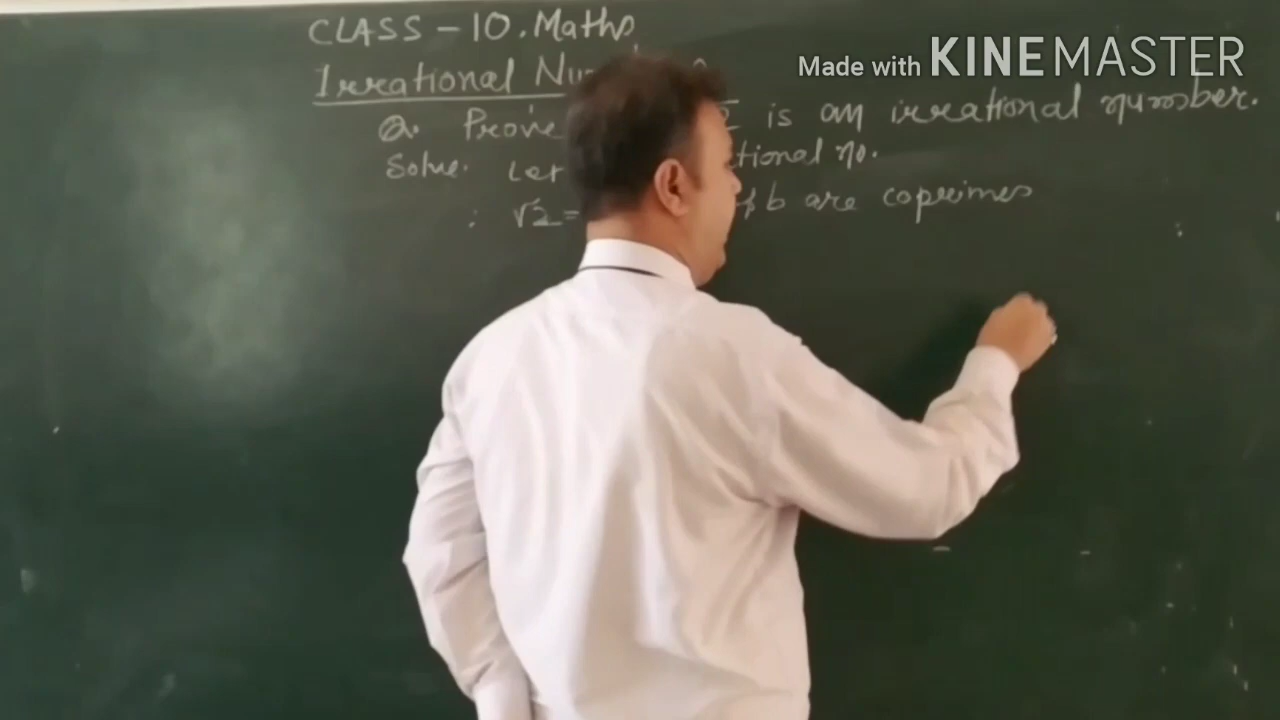 CLASS - 10. Maths
Made with KINEMASTER
Irrational
Q. Prove 2 is an irrational number.
Solve. Let tional no.
: √2 = b are coprimes